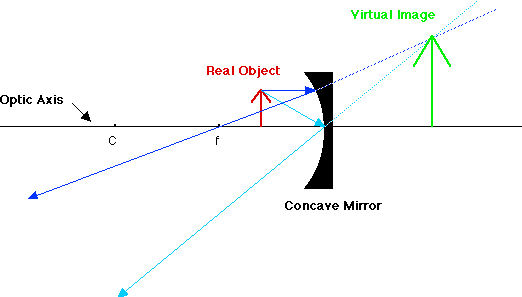 Virtual Image
Real Object
Optic Axis
C
f
Concave Mirror